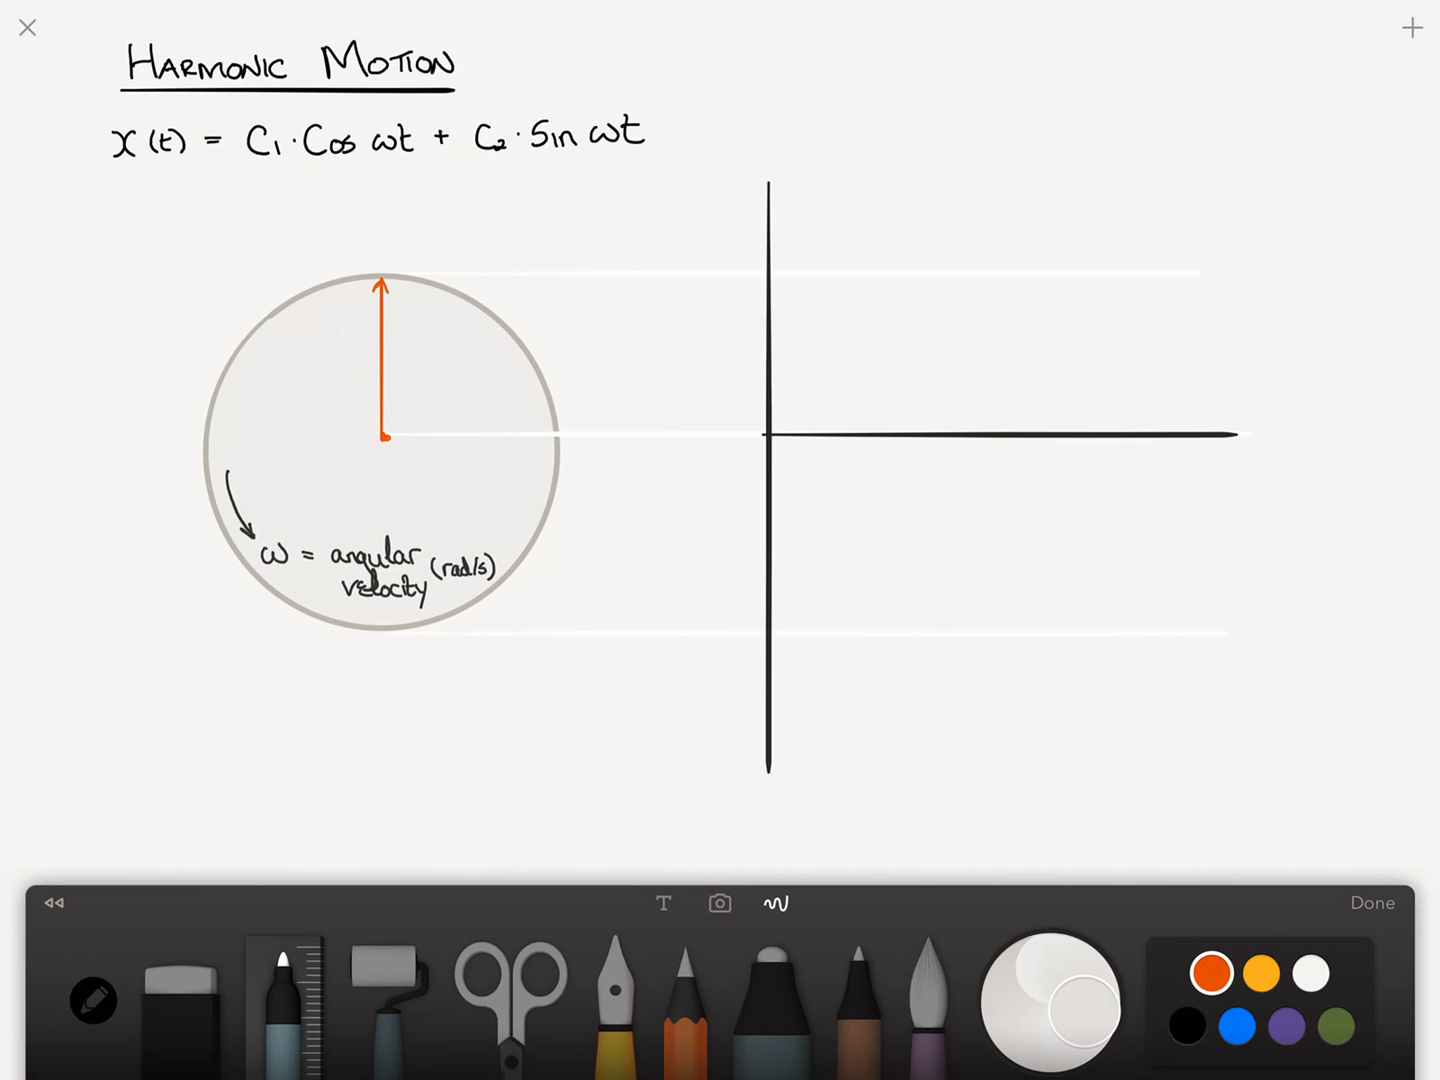 HARMONIC MOTION
x(t) = C₁·Cos ωt + C₂·Sin ωt
ω = angular velocity (rad/s)
T
Done